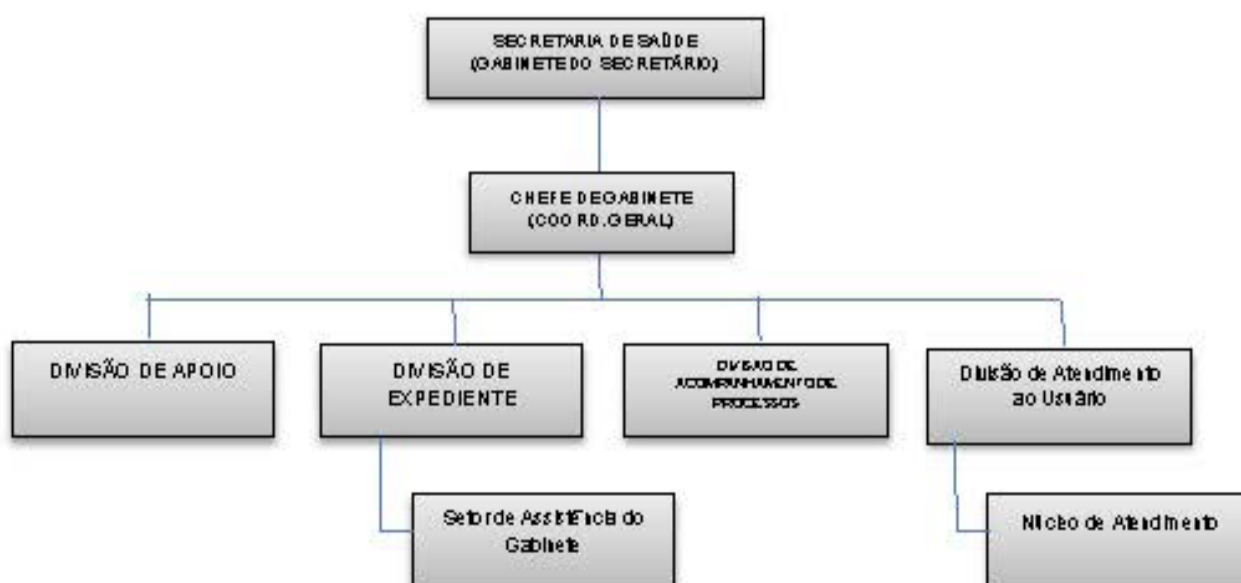 SECRETARIA DE SAÚDE
(GABINETE DO SECRETÁRIO)
CHEFE DE GABINETE
(COORD. GERAL)
DIVISÃO DE APOIO
DIVISÃO DE
EXPEDIENTE
DIVISÃO DE
ACOMPANHAMENTO DE
PROCESSOS
Divisão de Atendimento
ao Usuário
Setor de Assistência do
Gabinete
Núcleo de Atendimento